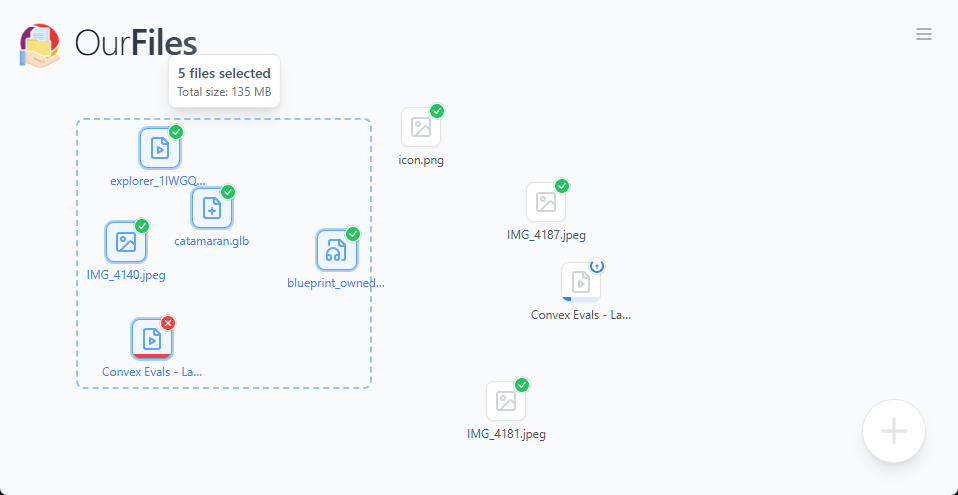 OurFiles
5 files selected
Total size: 135 MB
icon.png
explorer_1IWGQ...
IMG_4187.jpeg
catamaran.glb
IMG_4140.jpeg
blueprint_owned...
Convex Evals - La...
Convex Evals - La...
IMG_4181.jpeg